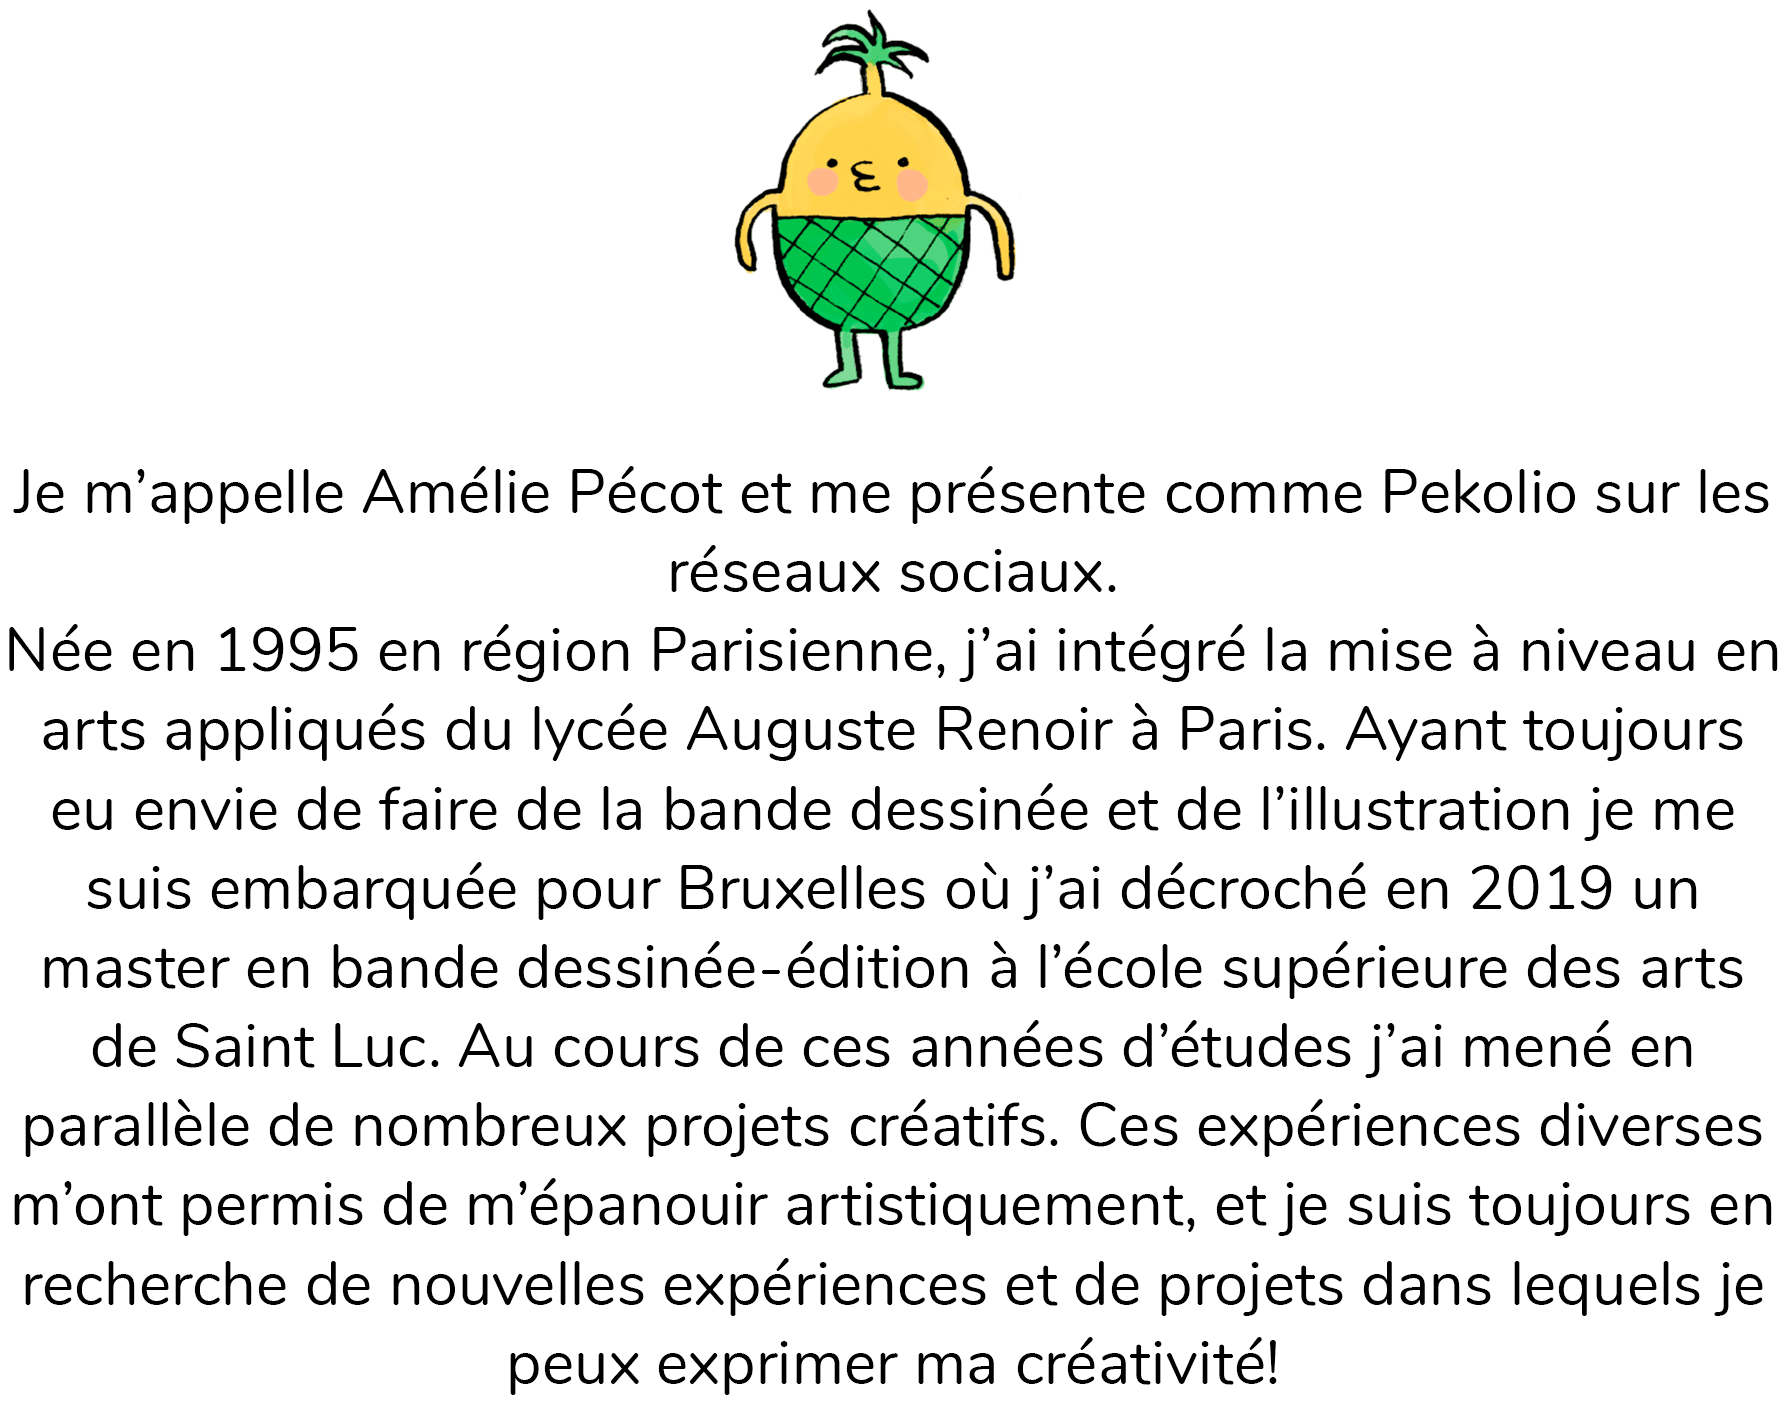 Je m’appelle Amélie Pécot et me présente comme Pekolio sur les
réseaux sociaux.
Née en 1995 en région Parisienne, j’ai intégré la mise à niveau en
arts appliqués du lycée Auguste Renoir à Paris. Ayant toujours
eu envie de faire de la bande dessinée et de l’illustration je me
suis embarquée pour Bruxelles où j’ai décroché en 2019 un
master en bande dessinée-édition à l’école supérieure des arts
de Saint Luc. Au cours de ces années d’études j’ai mené en
parallèle de nombreux projets créatifs. Ces expériences diverses
m’ont permis de m’épanouir artistiquement, et je suis toujours en
recherche de nouvelles expériences et de projets dans lequels je
peux exprimer ma créativité!